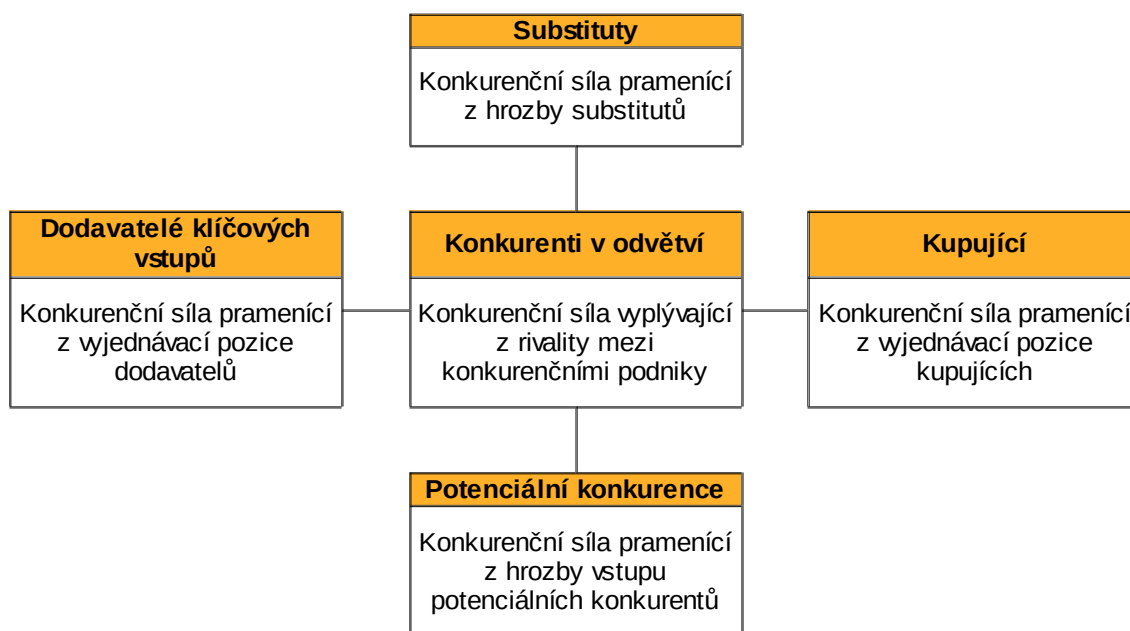 Substituty
Konkurenční síla pramenící
z hrozby substitutů
Dodavatelé klíčových
vstupů
Konkurenční síla pramenící
z vyjednávací pozice
dodavatelů
Konkurenti v odvětví
Konkurenční síla vyplývající
z rivality mezi
konkurenčními podniky
Kupující
Konkurenční síla pramenící
z vyjednávací pozice
kupujících
Potenciální konkurence
Konkurenční síla pramenící
z hrozby vstupu
potenciálních konkurentů